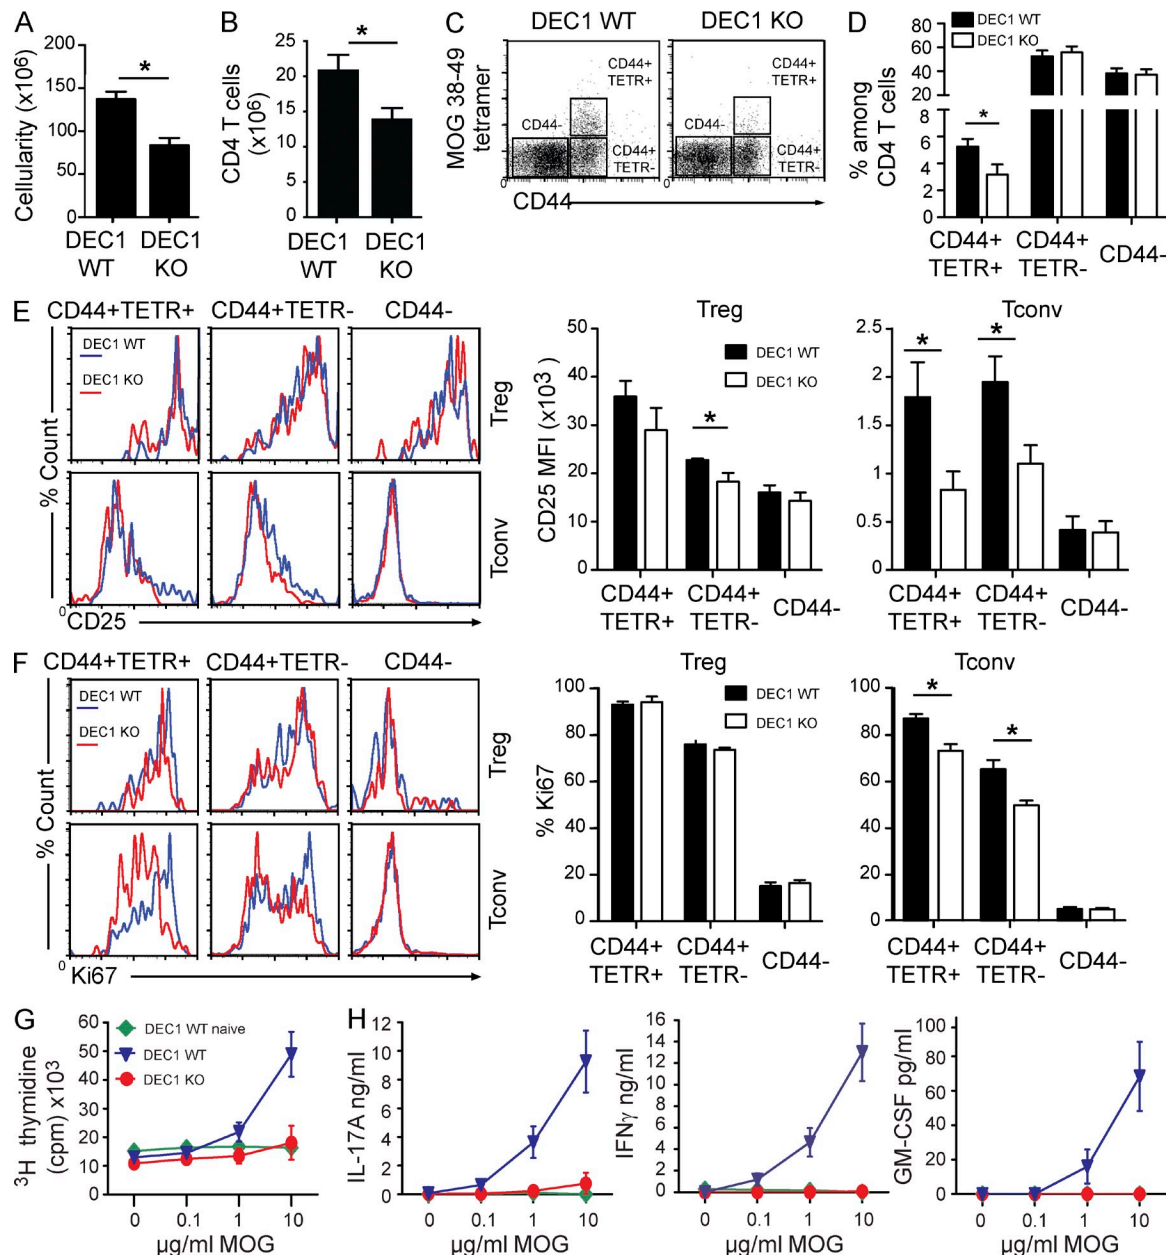 A
Cellularity (x10⁶)
200
150
100
50
0
*
DEC1 WT
DEC1 KO
B
CD4 T cells (x10⁶)
25
20
15
10
5
0
*
DEC1 WT
DEC1 KO
C
DEC1 WT
DEC1 KO
MOG 38-49 tetramer
CD44+ TETR+
CD44-
CD44+ TETR-
CD44+ TETR+
CD44-
CD44+ TETR-
CD44
D
DEC1 WT
DEC1 KO
% among CD4 T cells
80
60
40
20
8
6
4
2
0
*
CD44+ TETR+
CD44+ TETR-
CD44-
E
CD44+TETR+
CD44+TETR-
CD44-
DEC1 WT
DEC1 KO
% Count
Treg
Tconv
0
CD25
Treg
DEC1 WT
DEC1 KO
CD25 MFI (x10³)
50
40
30
20
10
0
*
CD44+ TETR+
CD44+ TETR-
CD44-
Tconv
2.5
2
1.5
1
0.5
0
*
*
CD44+ TETR+
CD44+ TETR-
CD44-
F
CD44+TETR+
CD44+TETR-
CD44-
DEC1 WT
DEC1 KO
% Count
Treg
Tconv
0
Ki67
Treg
DEC1 WT
DEC1 KO
% Ki67
100
80
60
40
20
0
CD44+ TETR+
CD44+ TETR-
CD44-
Tconv
100
80
60
40
20
0
*
*
CD44+ TETR+
CD44+ TETR-
CD44-
G
DEC1 WT naive
DEC1 WT
DEC1 KO
³H thymidine (cpm) x10³
60
50
40
30
20
10
0
0 0.1 1 10
µg/ml MOG
H
IL-17A ng/ml
12
10
8
6
4
2
0
0 0.1 1 10
µg/ml MOG
IFNγ ng/ml
16
14
12
10
8
6
4
2
0
0 0.1 1 10
µg/ml MOG
GM-CSF pg/ml
100
80
60
40
20
0
0 0.1 1 10
µg/ml MOG